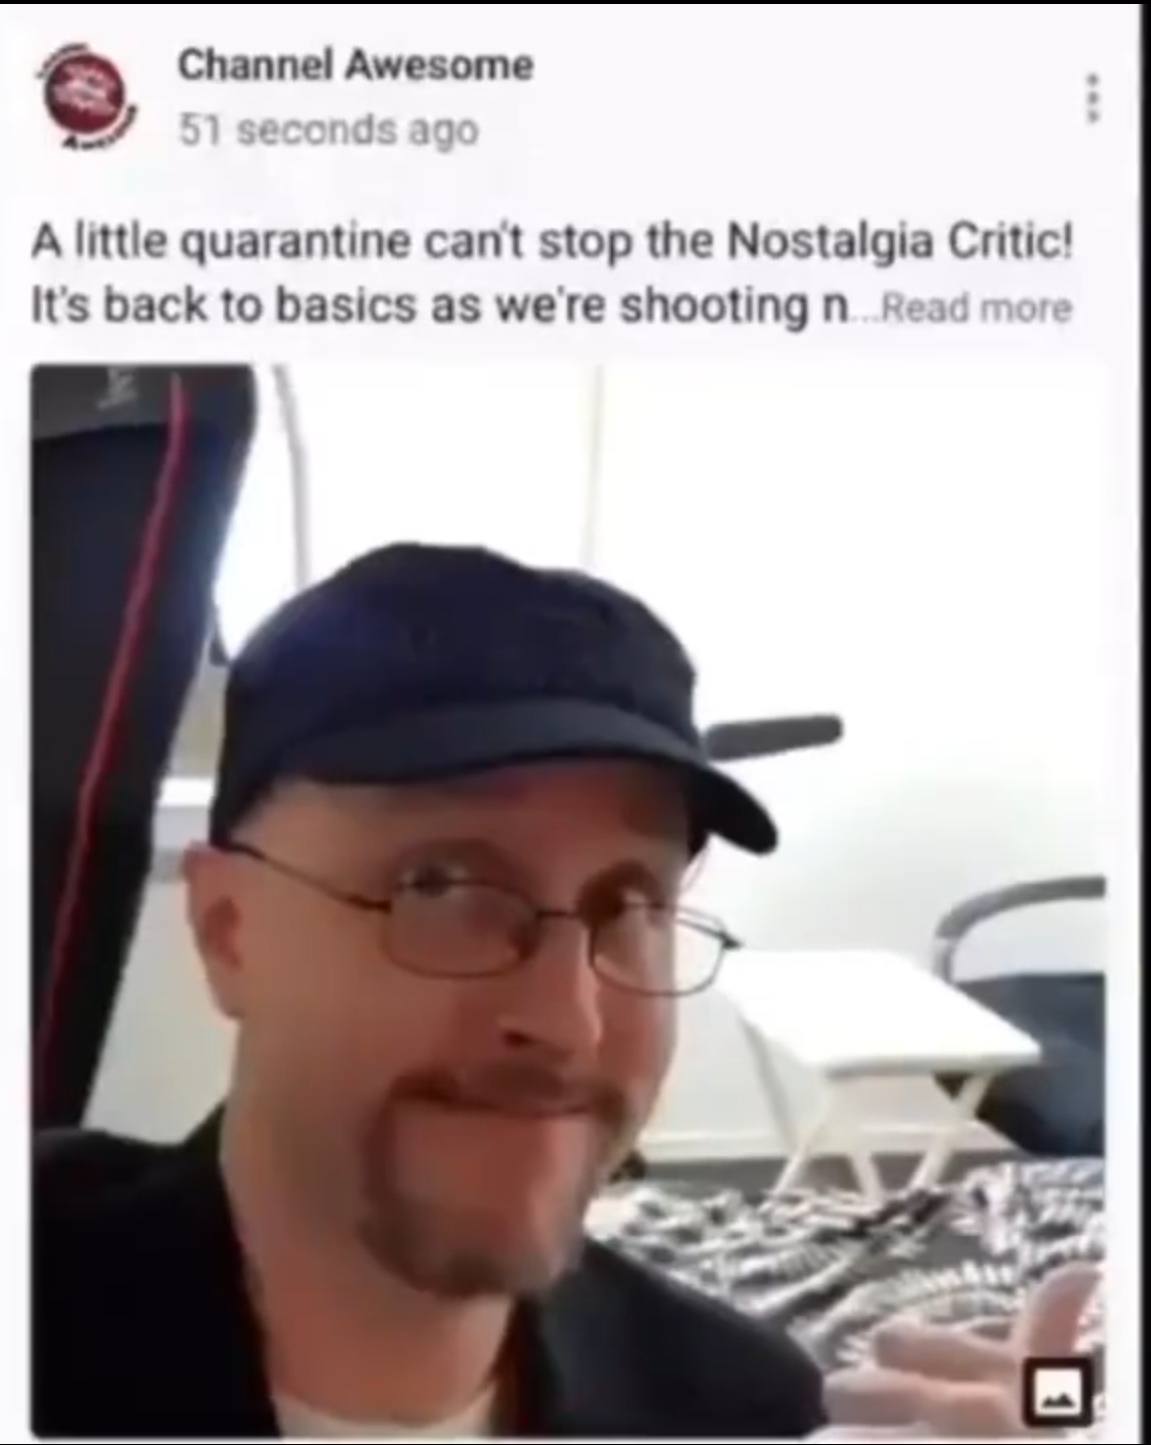 Channel Awesome
51 seconds ago
A little quarantine can't stop the Nostalgia Critic!
It's back to basics as we're shooting n...Read more